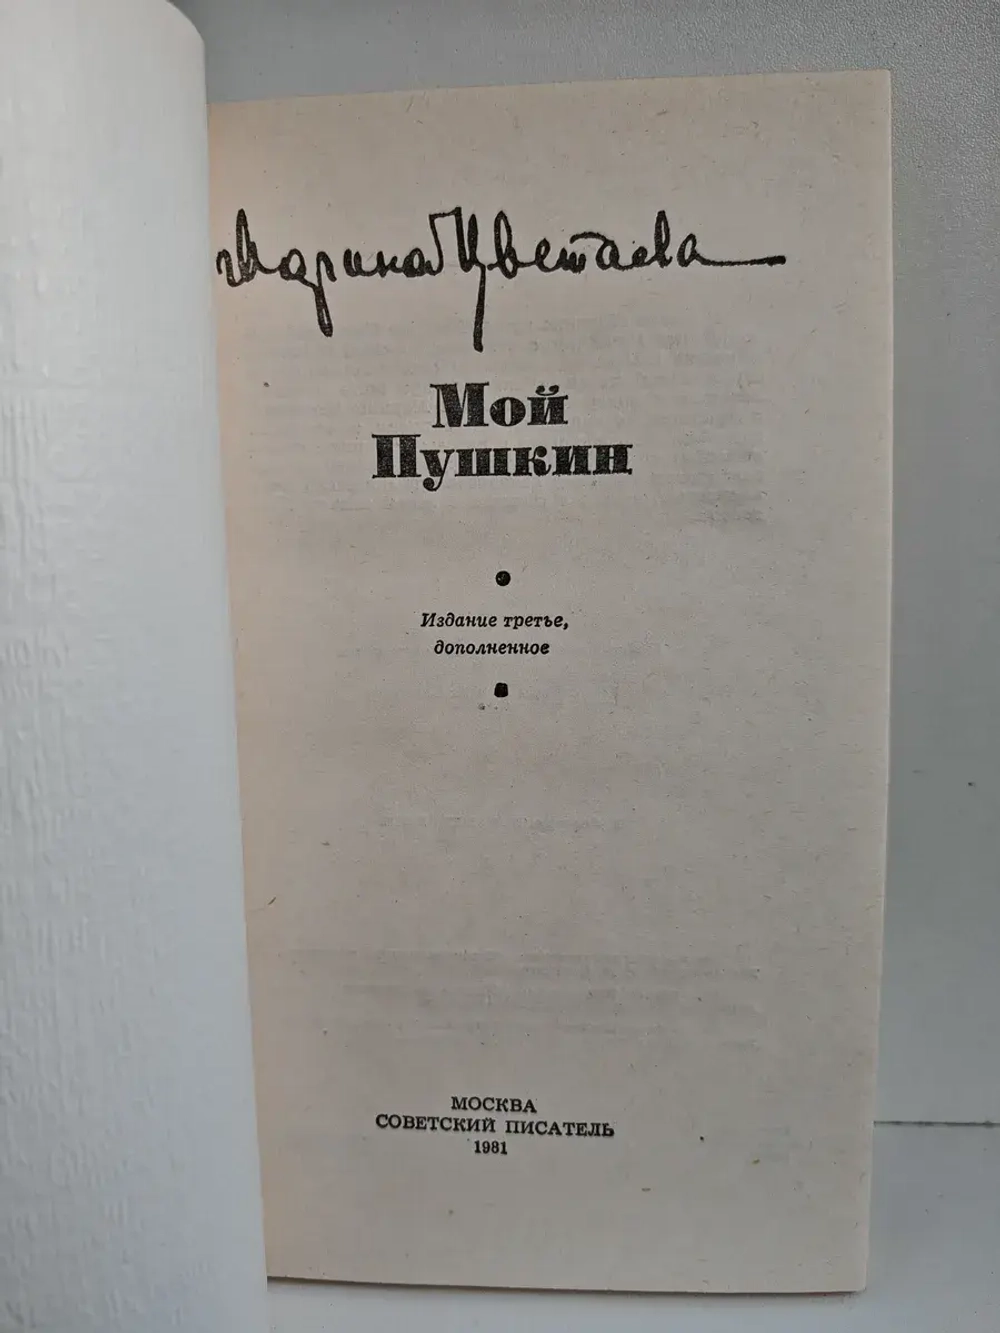 Марина Цветаева
Мой
Пушкин
Издание третье,
дополненное
МОСКВА
СОВЕТСКИЙ ПИСАТЕЛЬ
1981